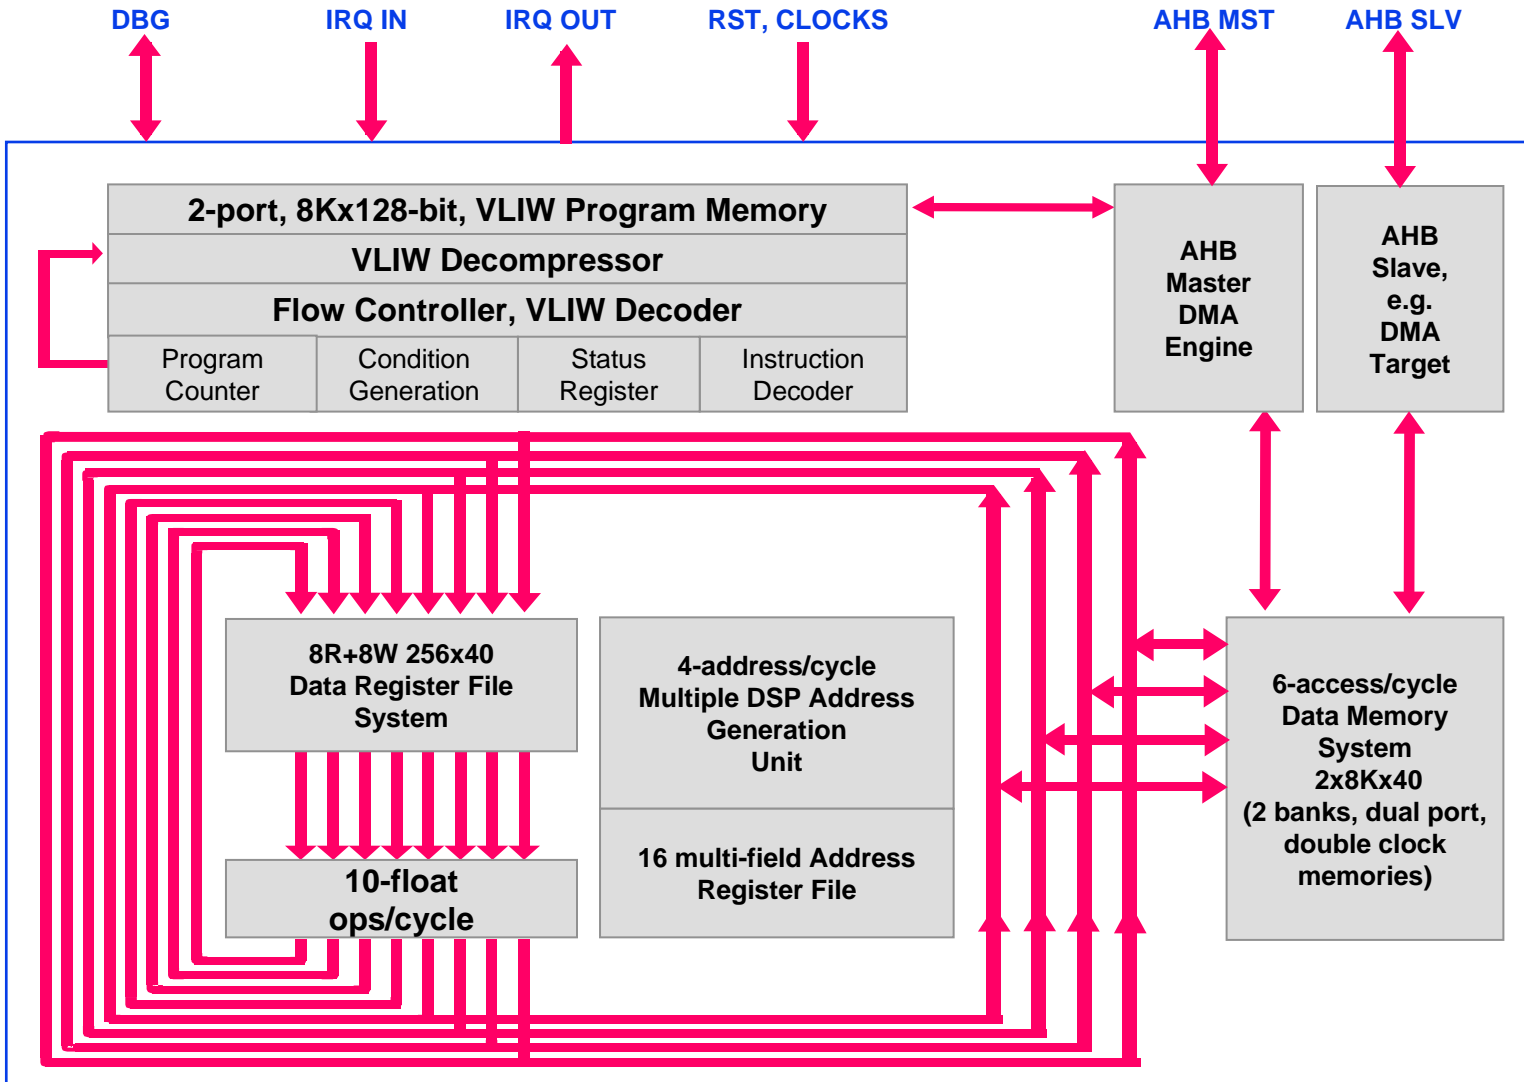 DBG
IRQ IN
IRQ OUT
RST, CLOCKS
AHB MST
AHB SLV
2-port, 8Kx128-bit, VLIW Program Memory
VLIW Decompressor
Flow Controller, VLIW Decoder
Program
Counter
Condition
Generation
Status
Register
Instruction
Decoder
AHB
Master
DMA
Engine
AHB
Slave,
e.g.
DMA
Target
8R+8W 256x40
Data Register File
System
4-address/cycle
Multiple DSP Address
Generation
Unit
16 multi-field Address
Register File
10-float
ops/cycle
6-access/cycle
Data Memory
System
2x8Kx40
(2 banks, dual port,
double clock
memories)